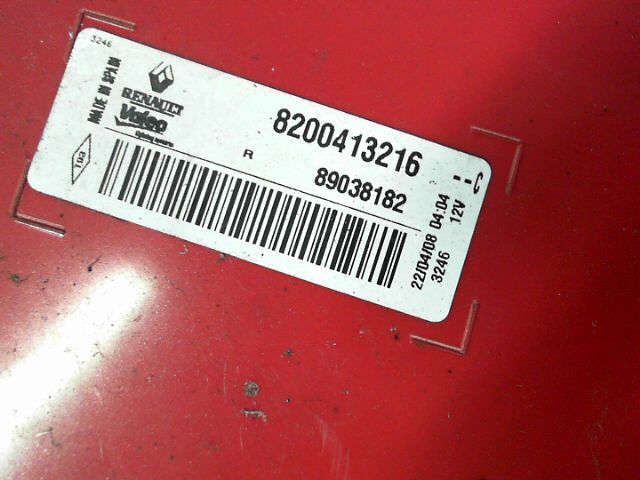 3246
MADE IN SPAIN
RENAULT
Valeo
8200413216
R
89038182
22/04/08 04:04
3246 12V